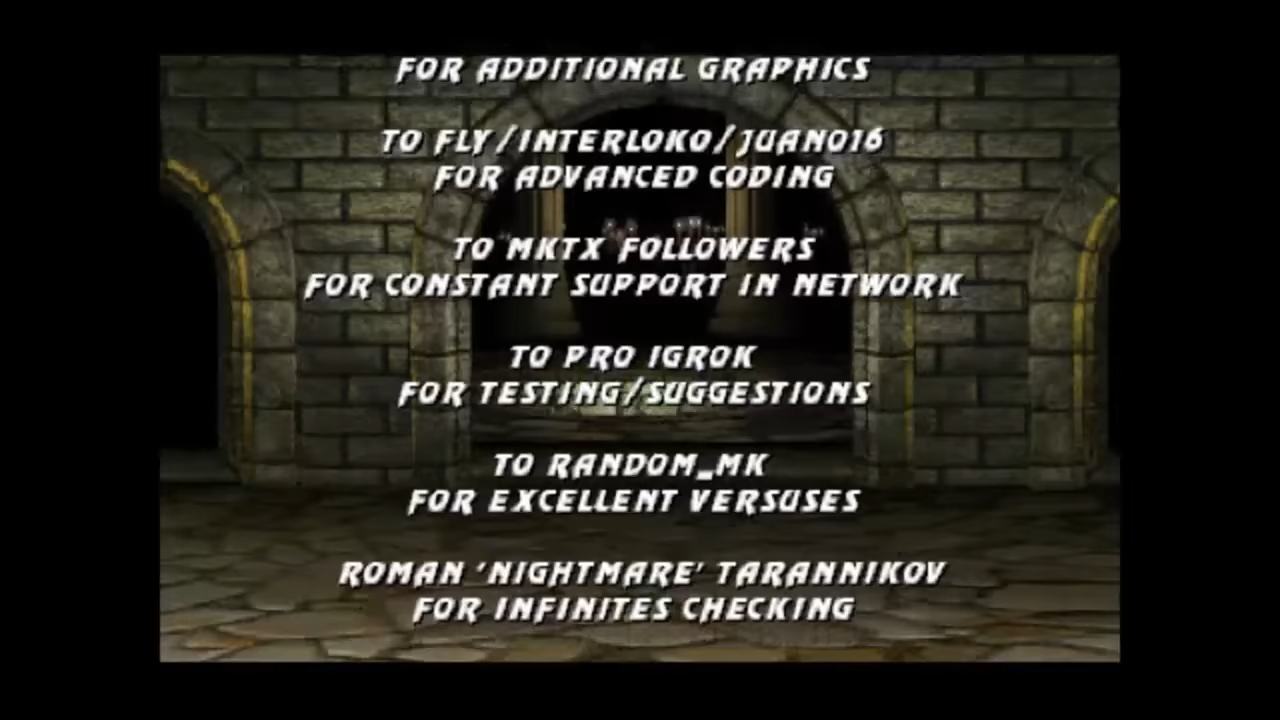 FOR ADDITIONAL GRAPHICS
TO FLY/INTERLOKO/JUANO16
FOR ADVANCED CODING
TO MKTX FOLLOWERS
FOR CONSTANT SUPPORT IN NETWORK
TO PRO IGROK
FOR TESTING/SUGGESTIONS
TO RANDOM_MK
FOR EXCELLENT VERSUSES
ROMAN 'NIGHTMARE' TARANNIKOV
FOR INFINITES CHECKING